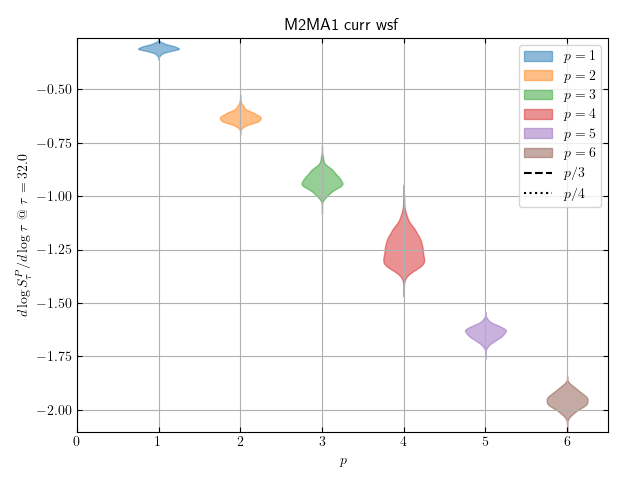 M2MA1 curr wsf
d log S_τ^P / d log τ @ τ = 32.0
−0.50
−0.75
−1.00
−1.25
−1.50
−1.75
−2.00
p = 1
p = 2
p = 3
p = 4
p = 5
p = 6
p/3
p/4
0
1
2
3
4
5
6
p